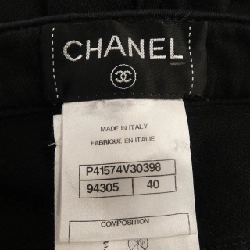 CHANEL
MADE IN ITALY
FABRIQUE EN ITALIE
P41574V30398
94305 40
COMPOSITION